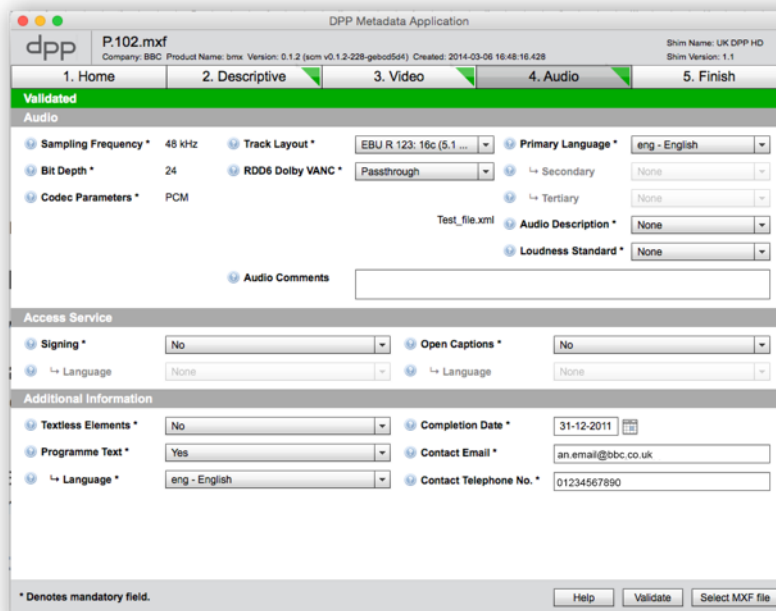 DPP Metadata Application
dpp
P.102.mxf
Company: BBC Product Name: bmx Version: 0.1.2 (scm v0.1.2-228-gebcd5d4) Created: 2014-03-06 16:48:16.428
Shim Name: UK DPP HD
Shim Version: 1.1
1. Home
2. Descriptive
3. Video
4. Audio
5. Finish
Validated
Audio
Sampling Frequency * 48 kHz
Track Layout * EBU R 123: 16c (5.1 ...
Primary Language * eng - English
Bit Depth * 24
RDD6 Dolby VANC * Passthrough
↳ Secondary None
Codec Parameters * PCM
↳ Tertiary None
Test_file.xml
Audio Description * None
Loudness Standard * None
Audio Comments
Access Service
Signing * No
Open Captions * No
↳ Language None
↳ Language None
Additional Information
Textless Elements * No
Completion Date * 31-12-2011
Programme Text * Yes
Contact Email * an.email@bbc.co.uk
↳ Language * eng - English
Contact Telephone No. * 01234567890
* Denotes mandatory field.
Help
Validate
Select MXF file